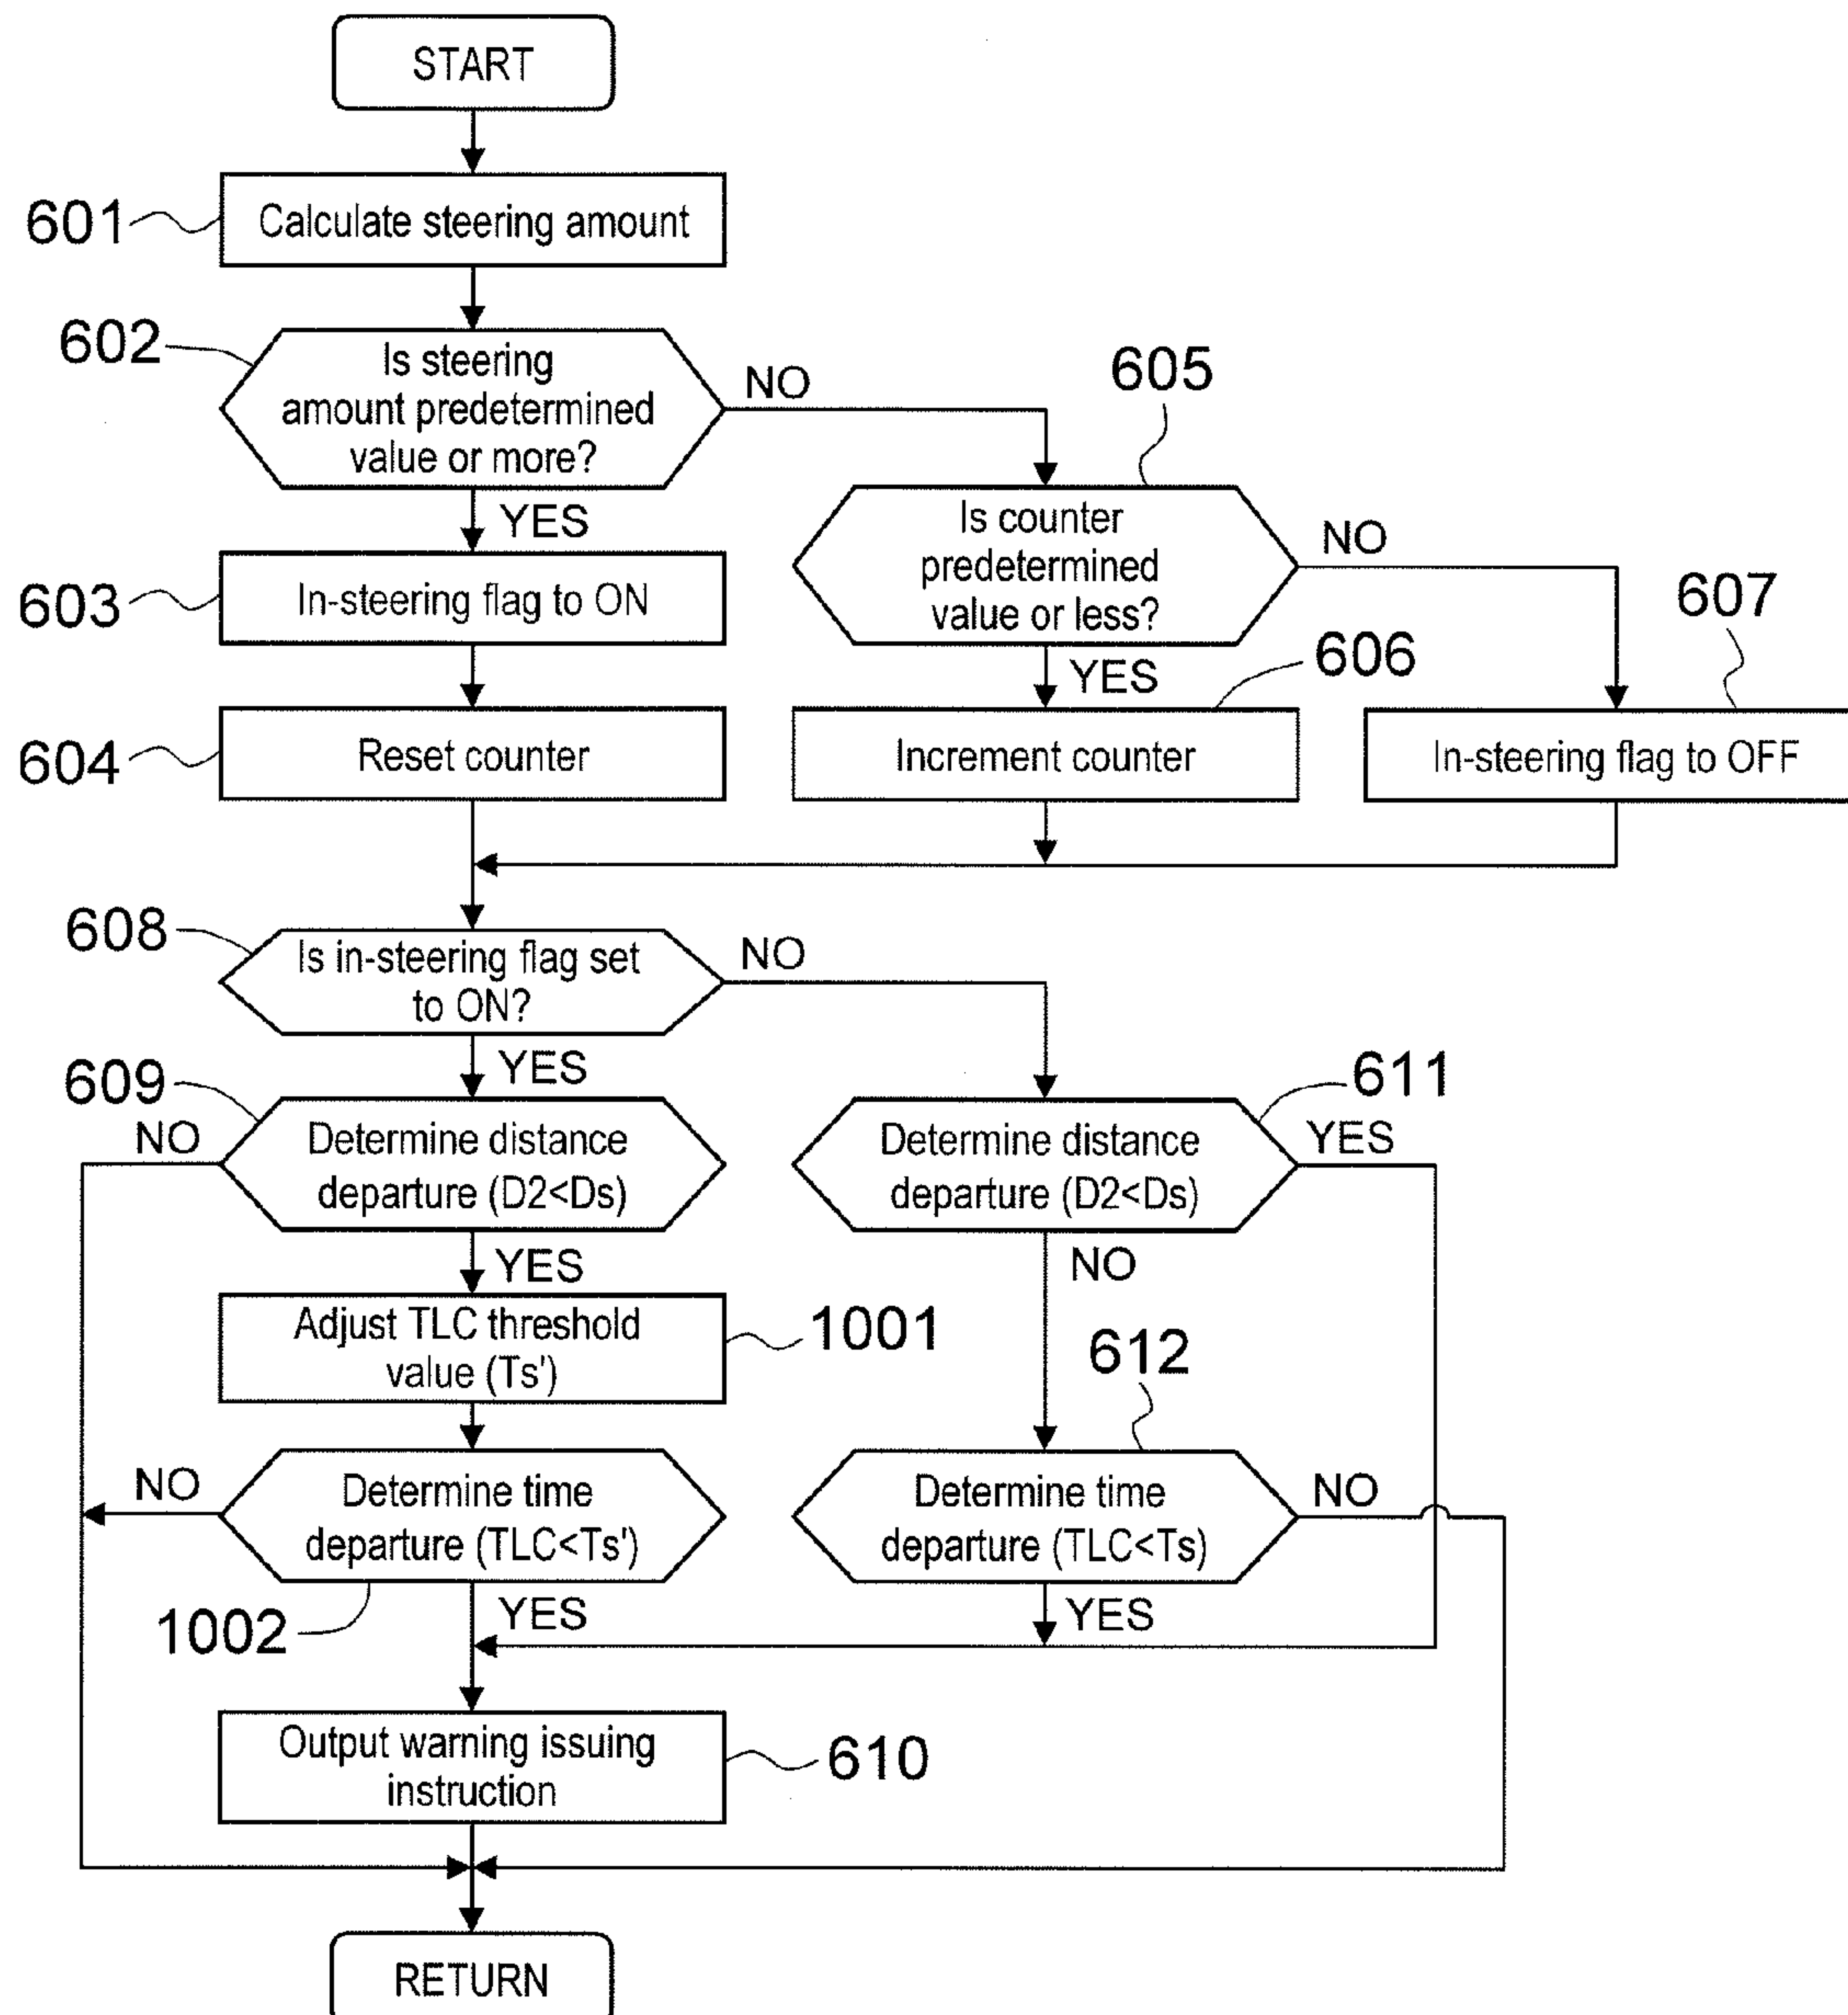 START
601
Calculate steering amount
602
Is steering
amount predetermined
value or more?
NO
YES
605
Is counter
predetermined
value or less?
NO
YES
603
In-steering flag to ON
606
607
604
Reset counter
Increment counter
In-steering flag to OFF
608
Is in-steering flag set
to ON?
NO
YES
609
NO
Determine distance
departure (D2<Ds)
YES
611
Determine distance
departure (D2<Ds)
YES
NO
Adjust TLC threshold
value (Ts')
1001
612
NO
Determine time
departure (TLC<Ts')
1002
YES
Determine time
departure (TLC<Ts)
NO
YES
Output warning issuing
instruction
610
RETURN